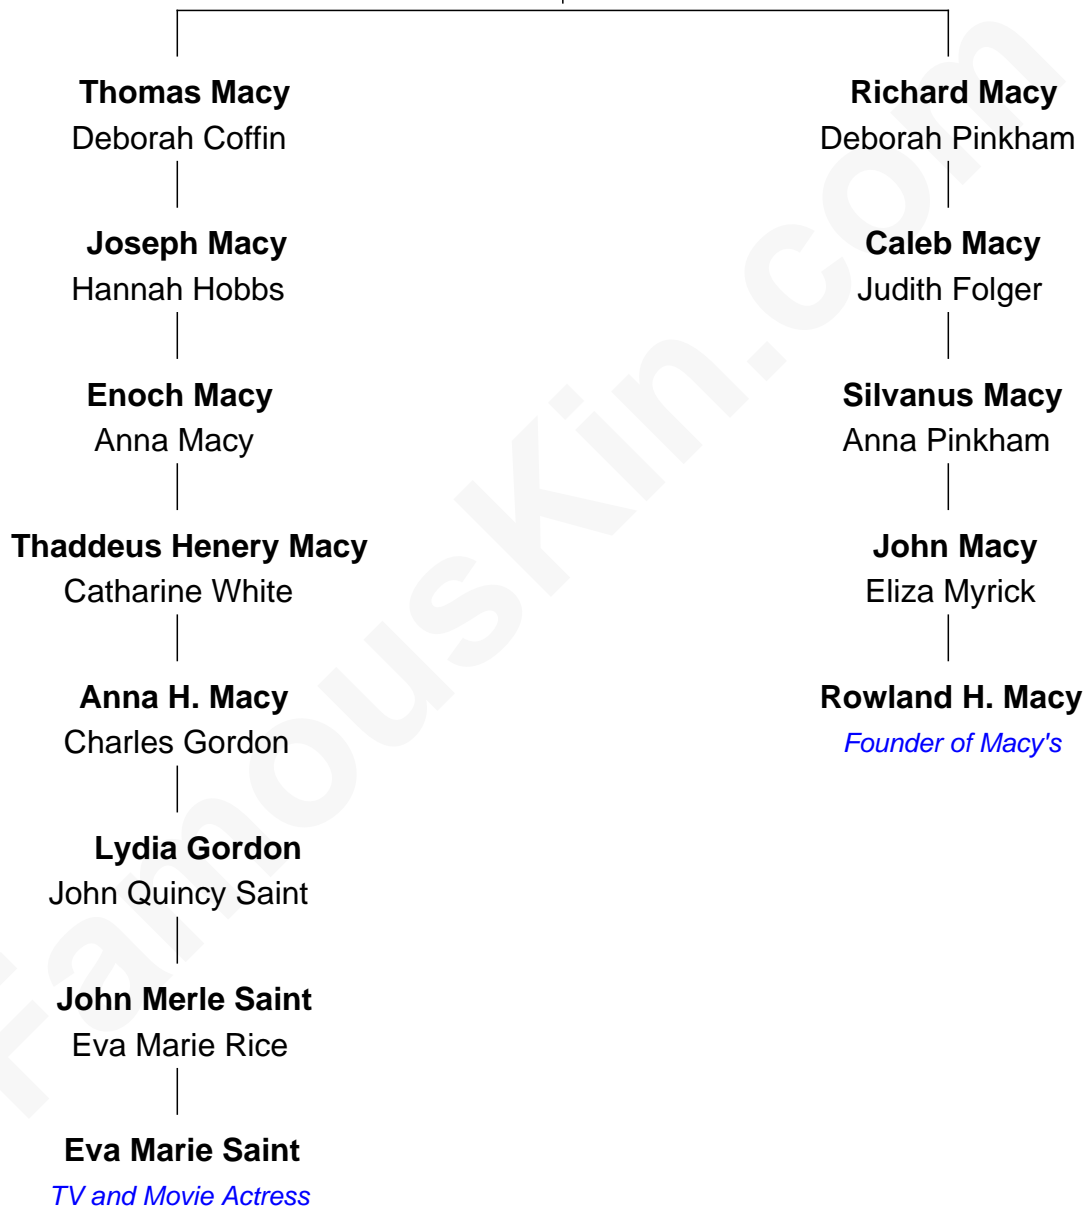 Thomas Macy
Deborah Coffin
Joseph Macy
Hannah Hobbs
Enoch Macy
Anna Macy
Thaddeus Henery Macy
Catharine White
Anna H. Macy
Charles Gordon
Lydia Gordon
John Quincy Saint
John Merle Saint
Eva Marie Rice
Eva Marie Saint
TV and Movie Actress
Richard Macy
Deborah Pinkham
Caleb Macy
Judith Folger
Silvanus Macy
Anna Pinkham
John Macy
Eliza Myrick
Rowland H. Macy
Founder of Macy's
FamousKin.com